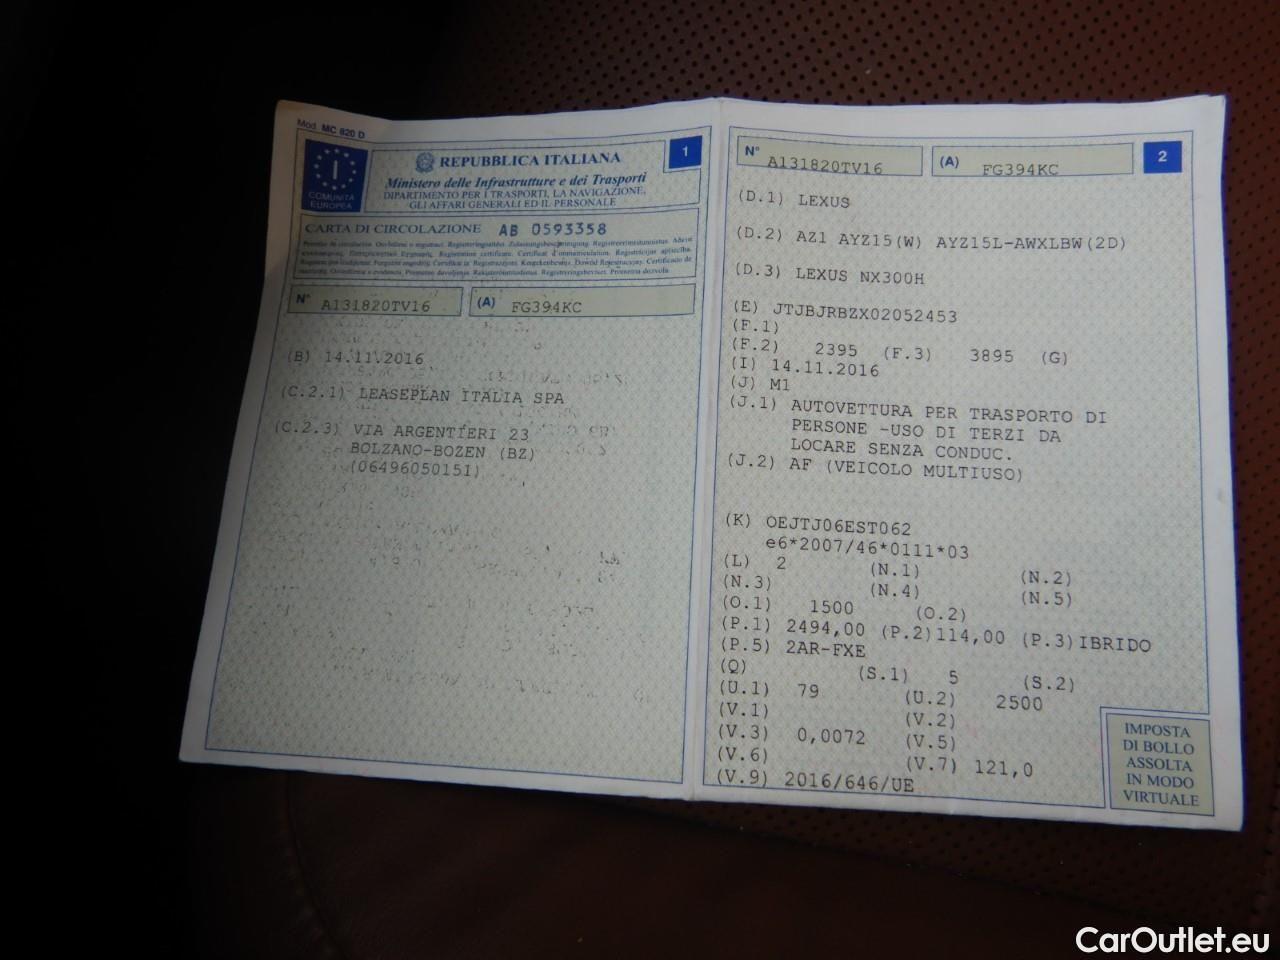 Mod. MC 820 D
I
COMUNITÀ
EUROPEA
REPUBBLICA ITALIANA
1
Ministero delle Infrastrutture e dei Trasporti
DIPARTIMENTO PER I TRASPORTI, LA NAVIGAZIONE,
GLI AFFARI GENERALI ED IL PERSONALE
CARTA DI CIRCOLAZIONE AB 0593358
N° A131820TV16 (A) FG394KC
(B) 14.11.2016
(C.2.1) LEASEPLAN ITALIA SPA
(C.2.3) VIA ARGENTIERI 23
BOLZANO-BOZEN (BZ)
(06496050151)
N° A131820TV16 (A) FG394KC 2
(D.1) LEXUS
(D.2) AZ1 AYZ15(W) AYZ15L-AWXLBW(2D)
(D.3) LEXUS NX300H
(E) JTJBJRBZX02052453
(F.1)
(F.2) 2395 (F.3) 3895 (G)
(I) 14.11.2016
(J) M1
(J.1) AUTOVETTURA PER TRASPORTO DI
PERSONE -USO DI TERZI DA
LOCARE SENZA CONDUC.
(J.2) AF (VEICOLO MULTIUSO)
(K) OEJTJ06EST062
e6*2007/46*0111*03
(L) 2 (N.1) (N.2)
(N.3) (N.4) (N.5)
(O.1) 1500 (O.2)
(P.1) 2494,00 (P.2)114,00 (P.3)IBRIDO
(P.5) 2AR-FXE
(Q) (S.1) 5 (S.2)
(U.1) 79 (U.2) 2500
(V.1) (V.2)
(V.3) 0,0072 (V.5)
(V.6) (V.7) 121,0
(V.9) 2016/646/UE
IMPOSTA
DI BOLLO
ASSOLTA
IN MODO
VIRTUALE
CarOutlet.eu